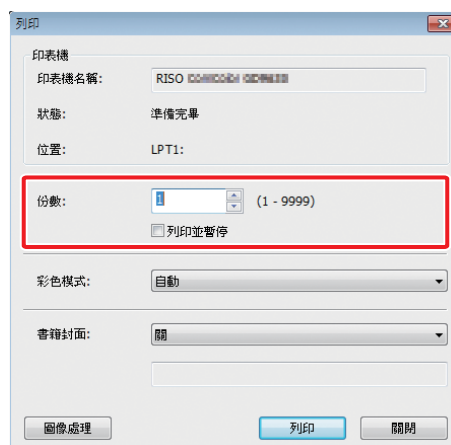 列印
印表機
印表機名稱: RISO
狀態: 準備完畢
位置: LPT1:
份數: 1 (1 - 9999)
列印並暫停
彩色模式: 自動
書籍封面: 關
圖像處理 列印 關閉